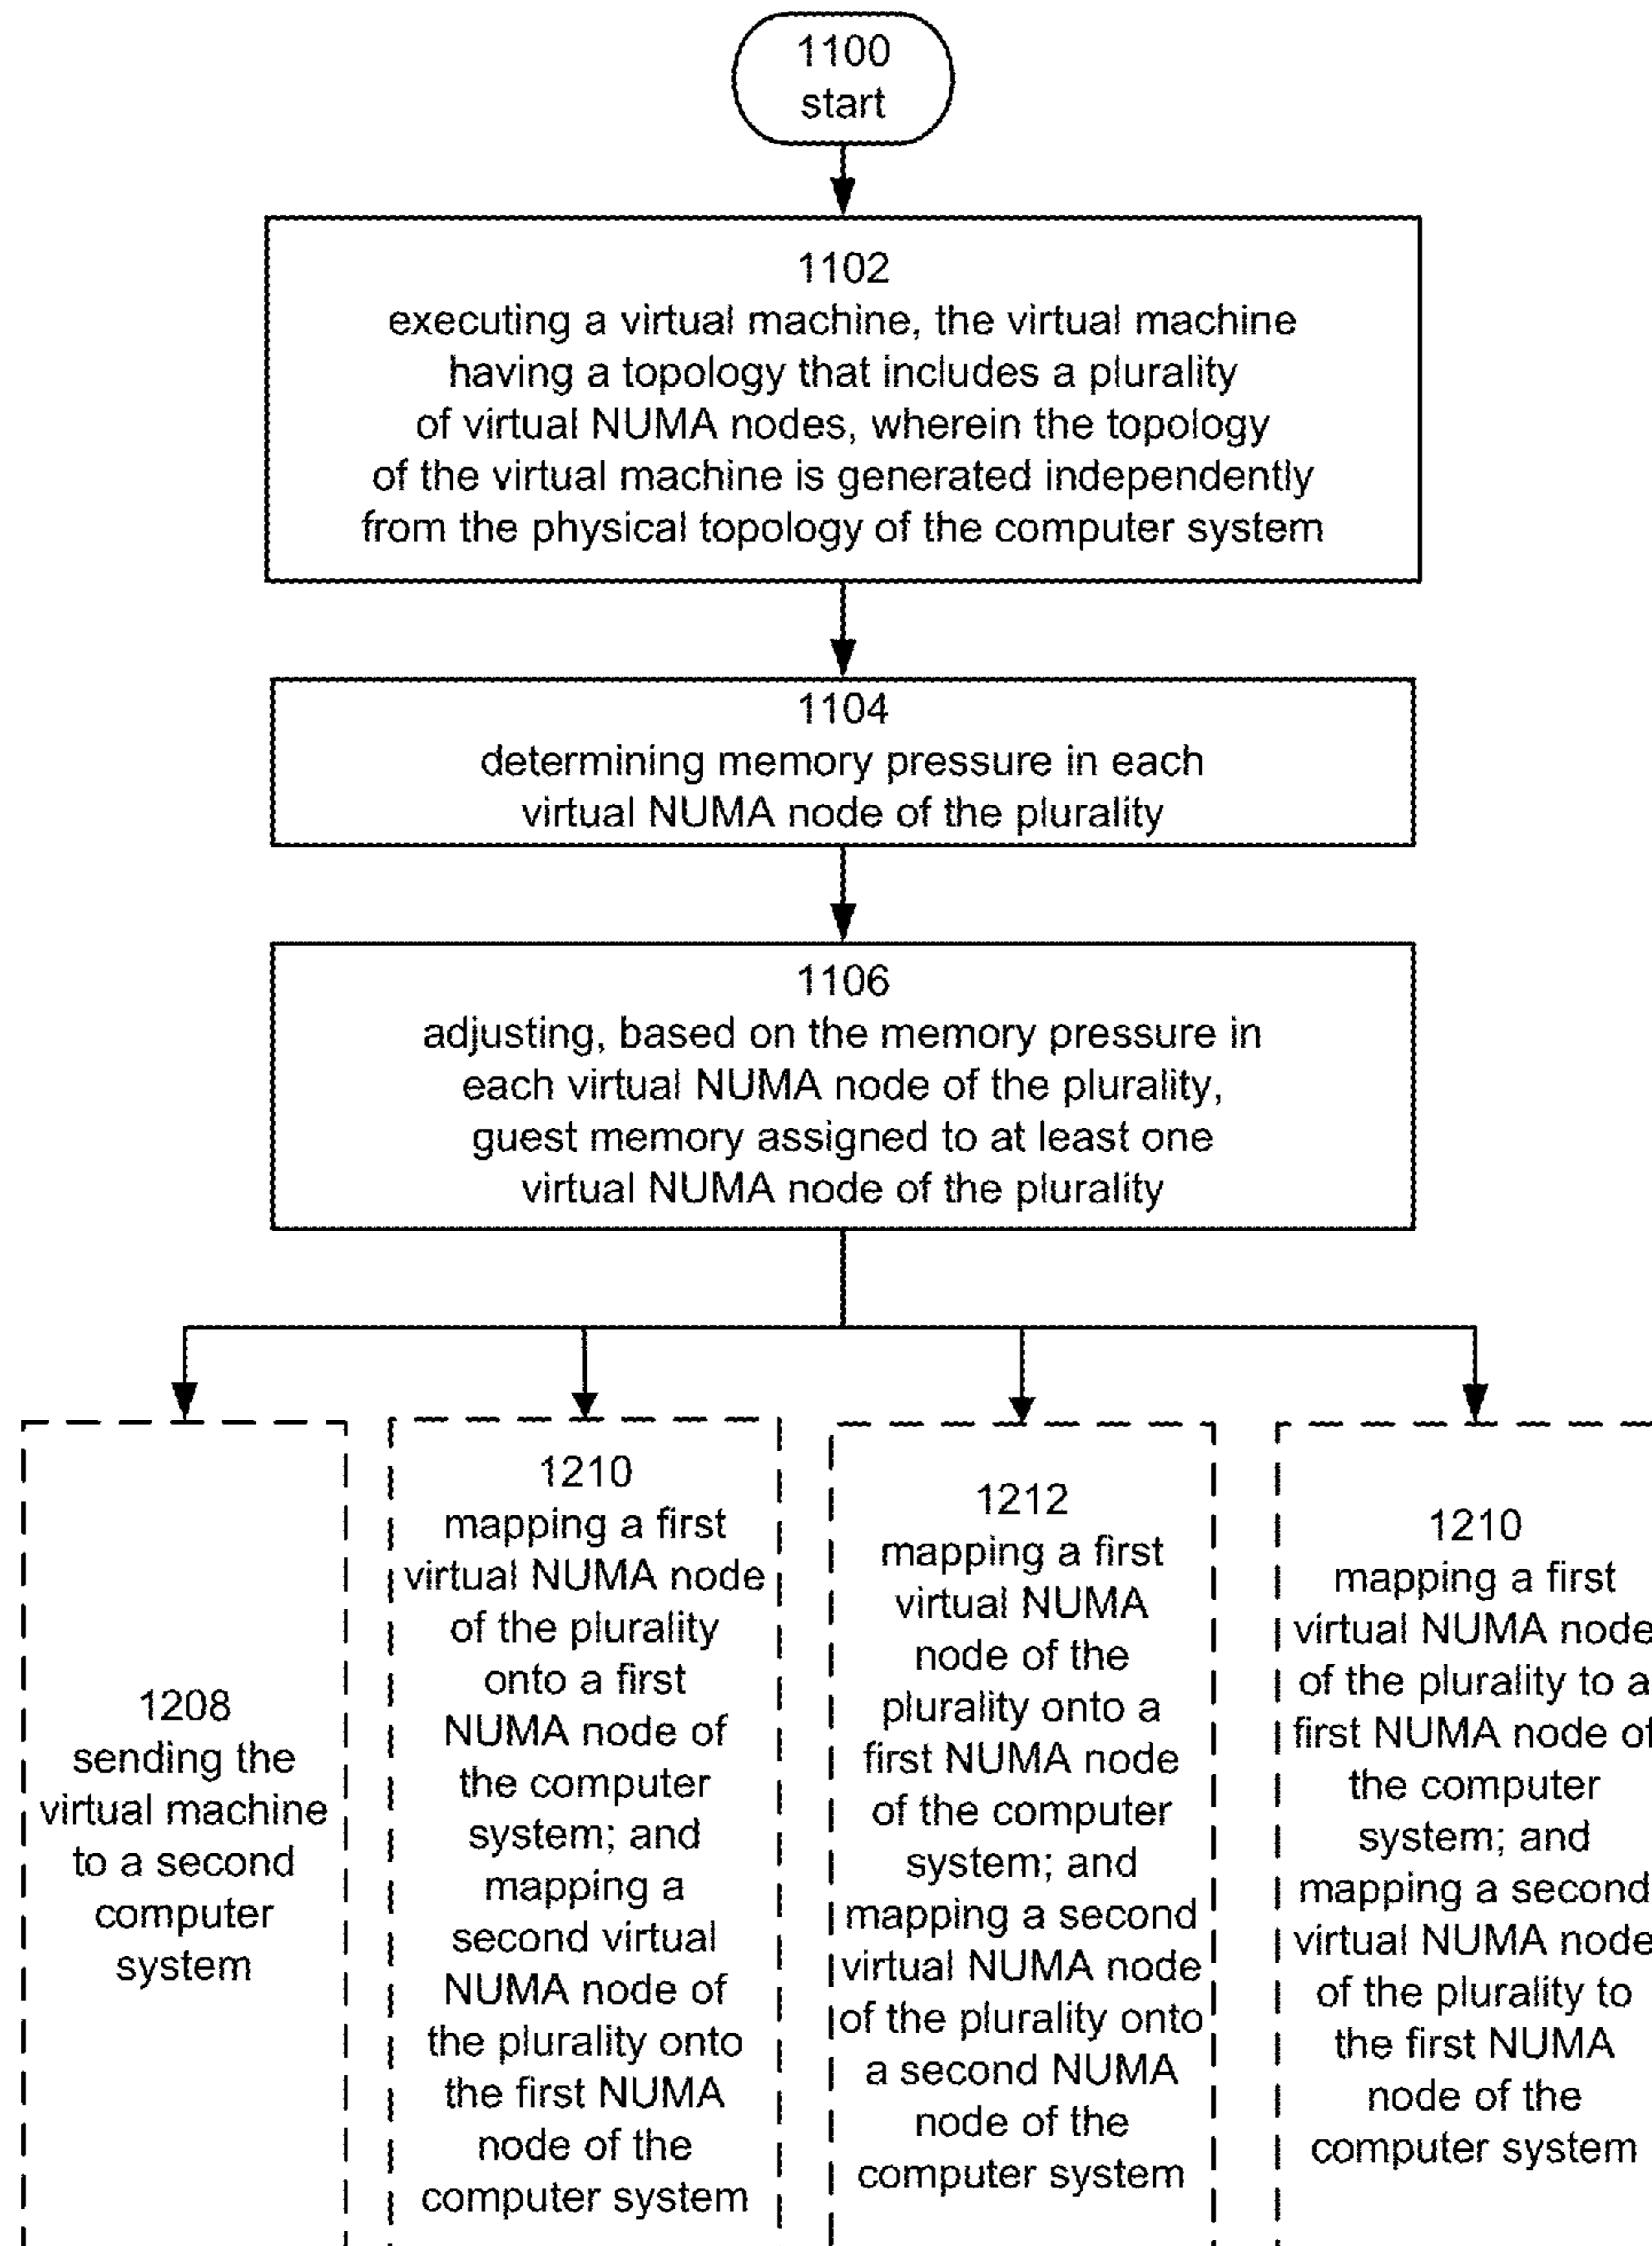 1100
start
1102
executing a virtual machine, the virtual machine
having a topology that includes a plurality
of virtual NUMA nodes, wherein the topology
of the virtual machine is generated independently
from the physical topology of the computer system
1104
determining memory pressure in each
virtual NUMA node of the plurality
1106
adjusting, based on the memory pressure in
each virtual NUMA node of the plurality,
guest memory assigned to at least one
virtual NUMA node of the plurality
1208
sending the
virtual machine
to a second
computer
system
1210
mapping a first
virtual NUMA node
of the plurality
onto a first
NUMA node of
the computer
system; and
mapping a
second virtual
NUMA node of
the plurality onto
the first NUMA
node of the
computer system
1212
mapping a first
virtual NUMA
node of the
plurality onto a
first NUMA node
of the computer
system; and
mapping a second
virtual NUMA node
of the plurality onto
a second NUMA
node of the
computer system
1210
mapping a first
virtual NUMA node
of the plurality to a
first NUMA node of
the computer
system; and
mapping a second
virtual NUMA node
of the plurality to
the first NUMA
node of the
computer system